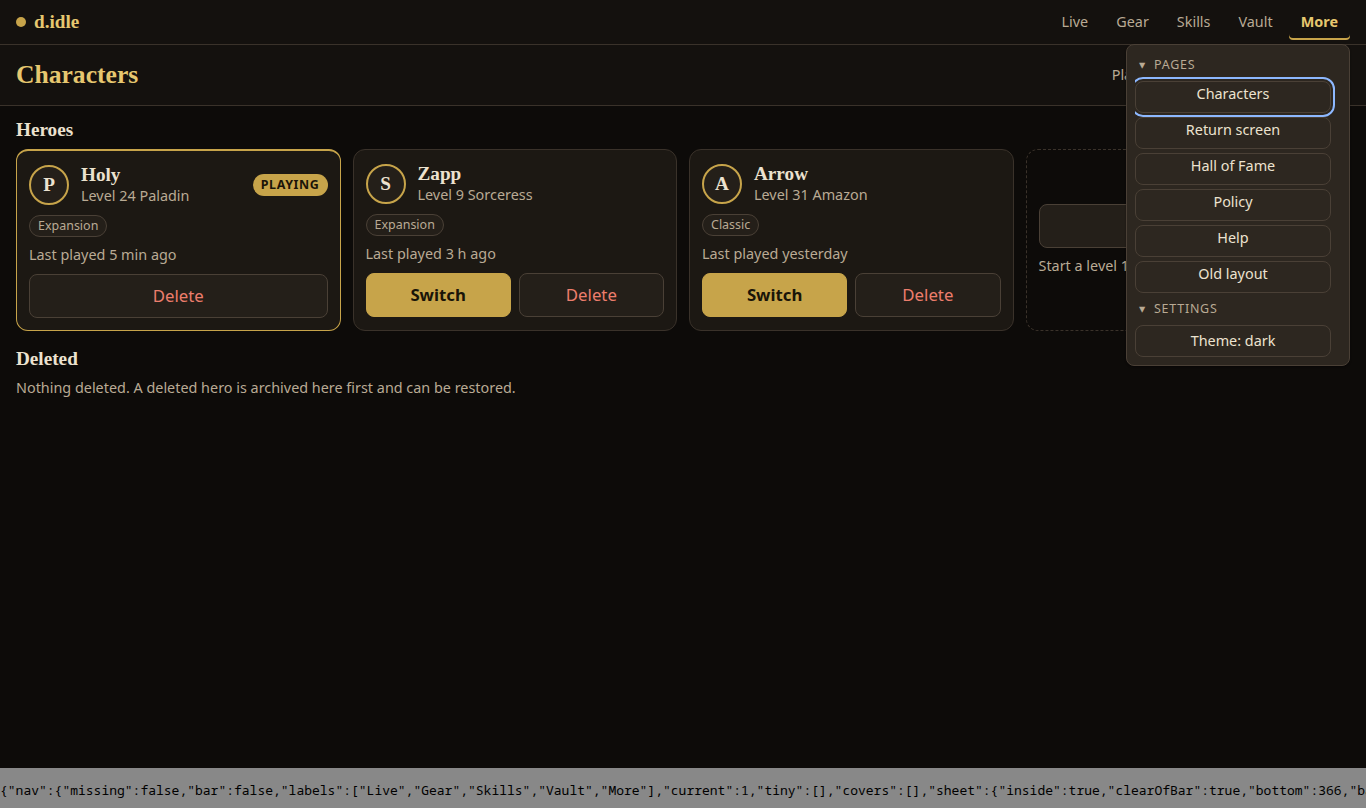 d.idle
Live Gear Skills Vault More
Characters
Pla
▼ PAGES
Characters
Return screen
Hall of Fame
Policy
Help
Old layout
▼ SETTINGS
Theme: dark
Heroes
P
Holy
Level 24 Paladin
PLAYING
Expansion
Last played 5 min ago
Delete
S
Zapp
Level 9 Sorceress
Expansion
Last played 3 h ago
Switch Delete
A
Arrow
Level 31 Amazon
Classic
Last played yesterday
Switch Delete
Start a level 1
Deleted
Nothing deleted. A deleted hero is archived here first and can be restored.
{"nav":{"missing":false,"bar":false,"labels":["Live","Gear","Skills","Vault","More"],"current":1,"tiny":[],"covers":[],"sheet":{"inside":true,"clearOfBar":true,"bottom":366,"b